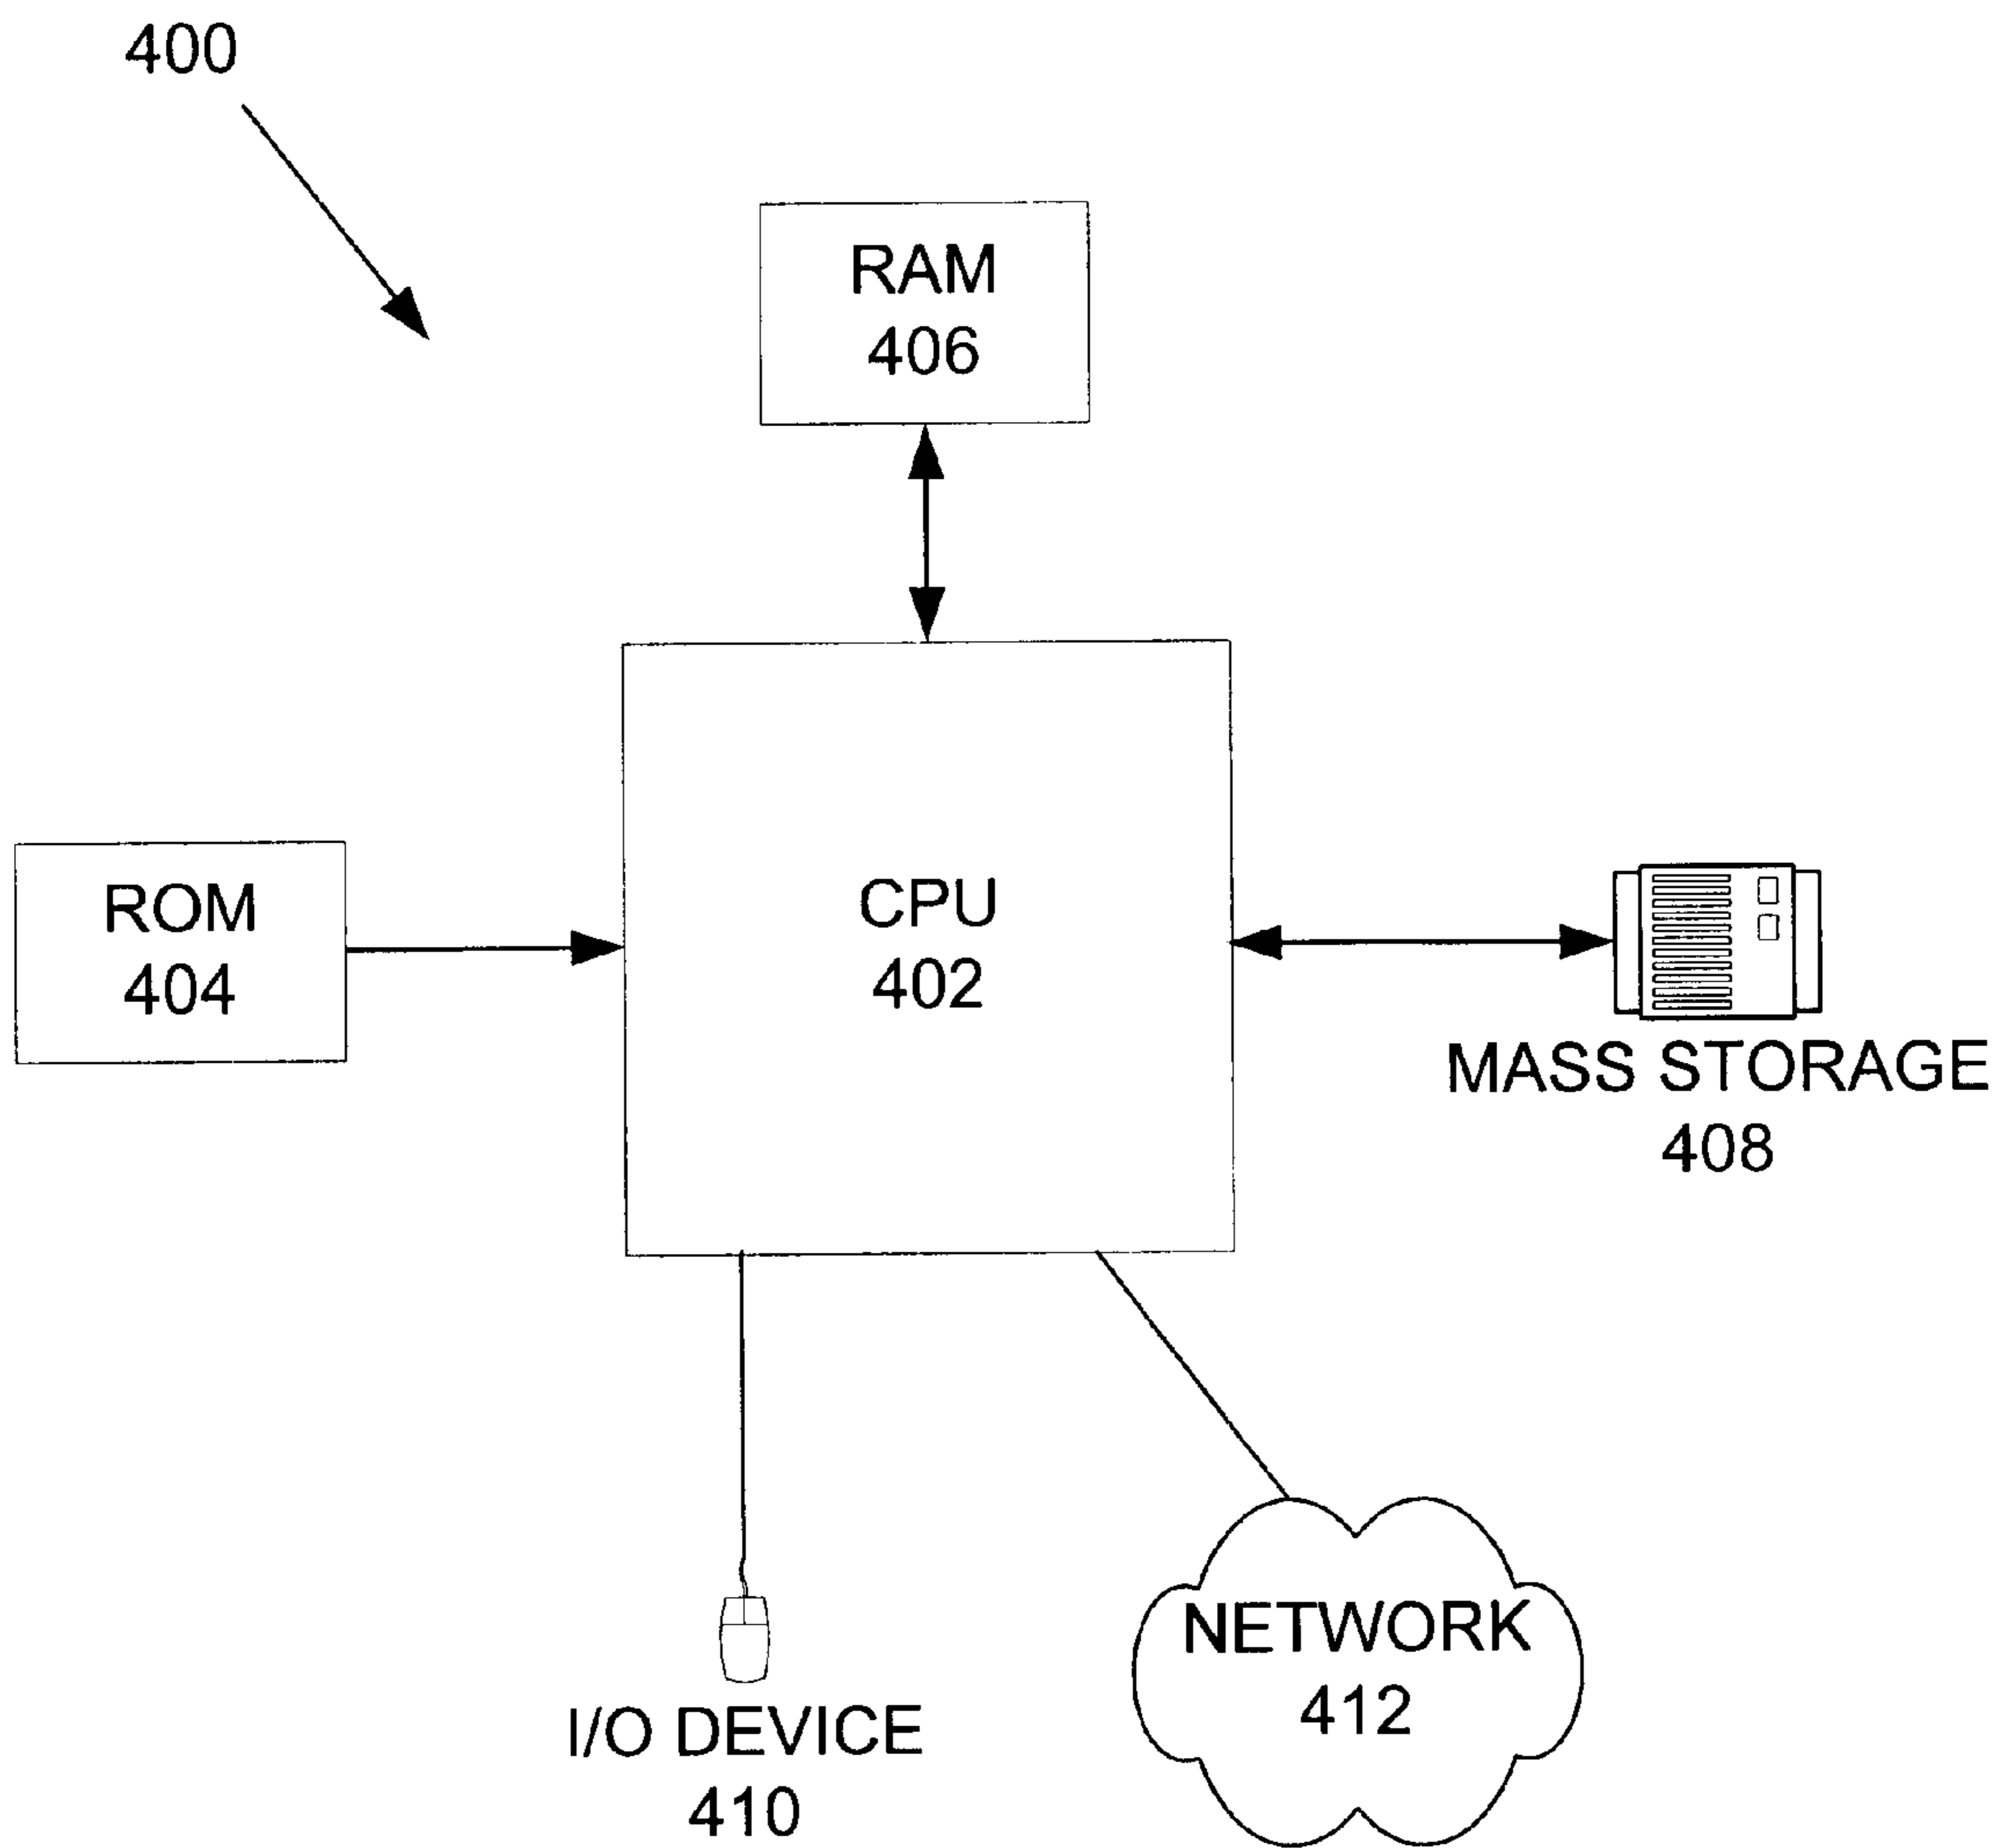 400
RAM
406
CPU
402
ROM
404
MASS STORAGE
408
I/O DEVICE
410
NETWORK
412